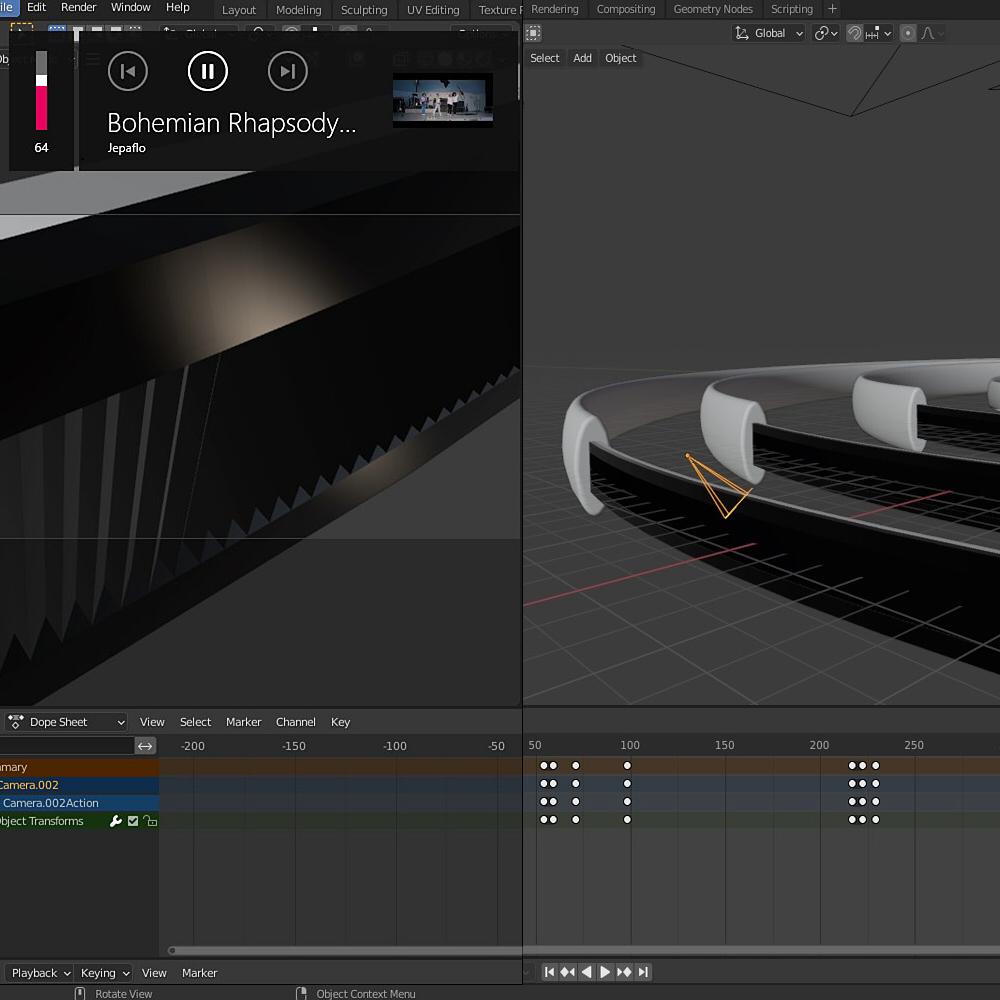 ile Edit Render Window Help Layout Modeling Sculpting UV Editing Texture P Rendering Compositing Geometry Nodes Scripting +
Global
Select Add Object
Bohemian Rhapsody...
64 Jepaflo
Dope Sheet View Select Marker Channel Key
-200 -150 -100 -50 50 100 150 200 250
mary
Camera.002
Camera.002Action
bject Transforms
Playback Keying View Marker
Rotate View Object Context Menu